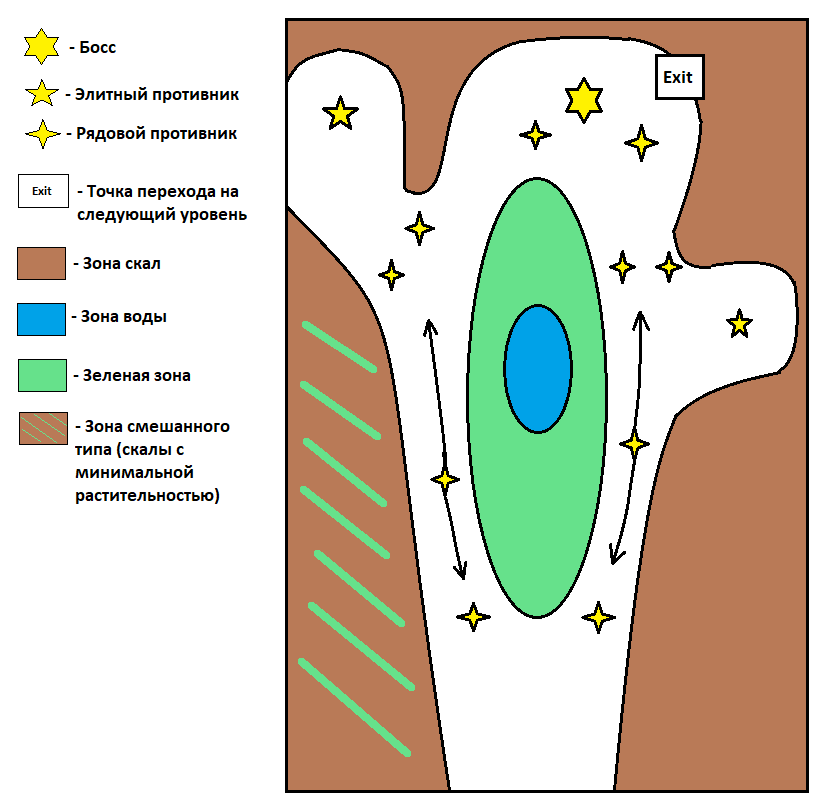 - Босс
- Элитный противник
- Рядовой противник
Exit
- Точка перехода на
следующий уровень
- Зона скал
- Зона воды
- Зеленая зона
- Зона смешанного
типа (скалы с
минимальной
растительностью)
Exit